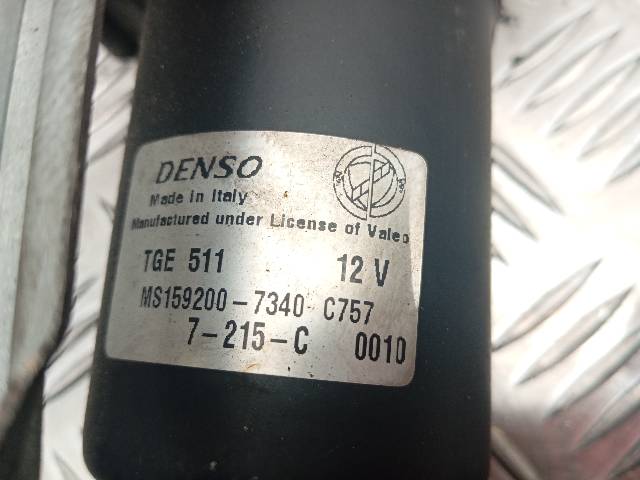 DENSO
Made in Italy
Manufactured under License of Valeo
TGE 511 12 V
MS159200-7340 C757
7-215-C 0010